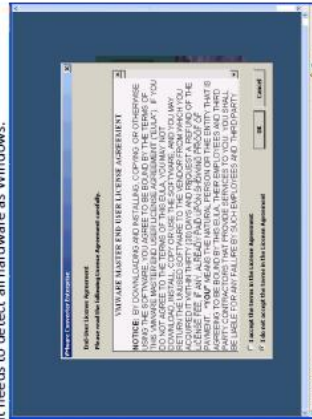 it needs to detect all hardware as Windows.
VMware Converter Enterprise
End-User License Agreement
Please read the following License Agreement carefully.
VMWARE MASTER END USER LICENSE AGREEMENT
NOTICE: BY DOWNLOADING AND INSTALLING, COPYING, OR OTHERWISE
USING THE SOFTWARE, YOU AGREE TO BE BOUND BY THE TERMS OF
THIS VMWARE MASTER END USER LICENSE AGREEMENT ("EULA"). IF YOU
DO NOT AGREE TO THE TERMS OF THIS EULA, YOU MAY NOT
DOWNLOAD, INSTALL, COPY, OR USE THE SOFTWARE, AND YOU MAY
RETURN THE UNUSED SOFTWARE TO THE VENDOR FROM WHICH YOU
ACQUIRED IT WITHIN THIRTY (30) DAYS AND REQUEST A REFUND OF THE
LICENSE FEE, IF ANY, ALREADY PAID UPON SHOWING PROOF OF
PAYMENT. "YOU" MEANS THE NATURAL PERSON OR THE ENTITY THAT IS
AGREEING TO BE BOUND BY THIS EULA, THEIR EMPLOYEES AND THIRD
PARTY CONTRACTORS THAT PROVIDE SERVICES TO YOU. YOU SHALL
BE LIABLE FOR ANY FAILURE BY SUCH EMPLOYEES AND THIRD PARTY
I accept the terms in the License Agreement
I do not accept the terms in the License Agreement
OK
Cancel